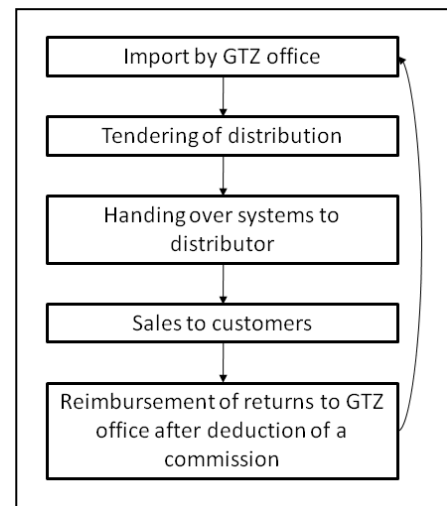 Import by GTZ office
Tendering of distribution
Handing over systems to
distributor
Sales to customers
Reimbursement of returns to GTZ
office after deduction of a
commission